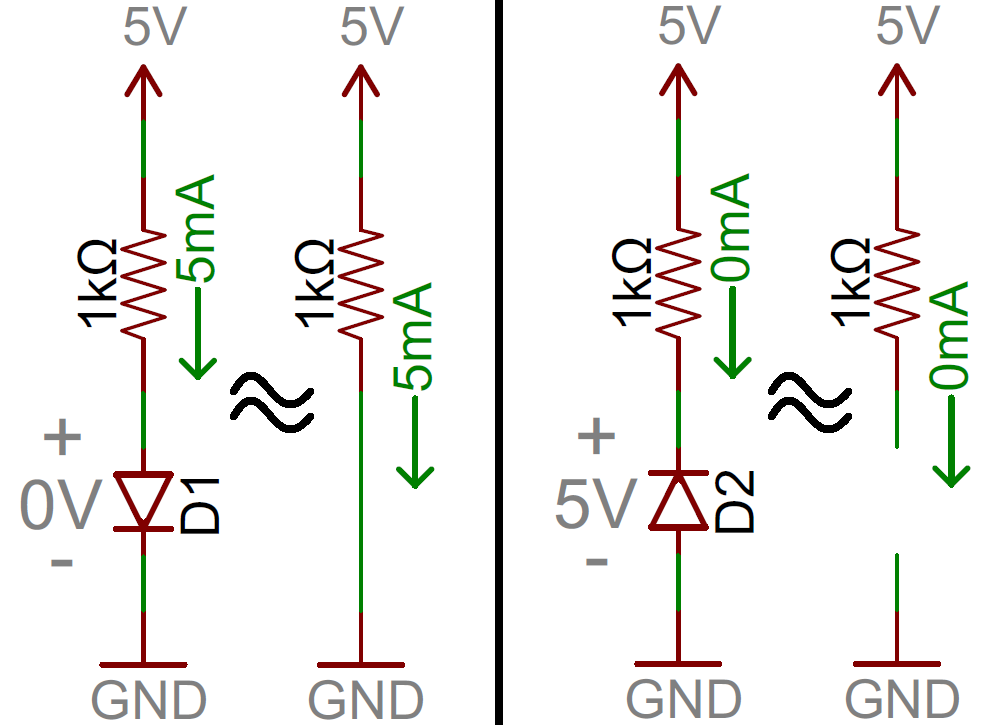 5V
5V
1kΩ
5mA
1kΩ
5mA
+
0V
-
D1
≈
GND
GND
5V
5V
1kΩ
0mA
1kΩ
0mA
+
5V
-
D2
≈
GND
GND